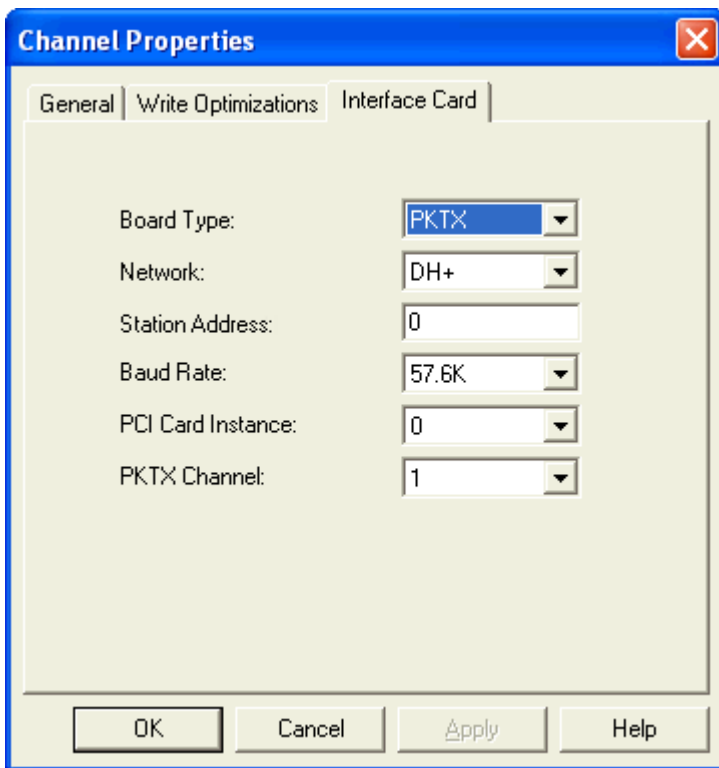 Channel Properties
General Write Optimizations Interface Card
Board Type: PKTX
Network: DH+
Station Address: 0
Baud Rate: 57.6K
PCI Card Instance: 0
PKTX Channel: 1
OK Cancel Apply Help